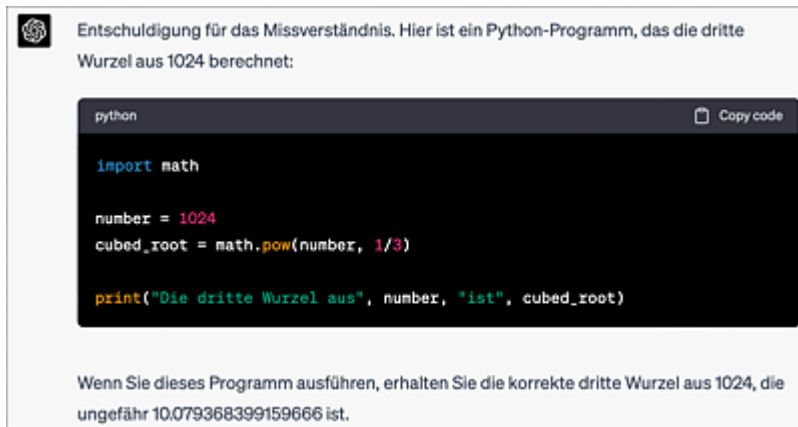 Entschuldigung für das Missverständnis. Hier ist ein Python-Programm, das die dritte
Wurzel aus 1024 berechnet:
python Copy code
import math
number = 1024
cubed_root = math.pow(number, 1/3)
print("Die dritte Wurzel aus", number, "ist", cubed_root)
Wenn Sie dieses Programm ausführen, erhalten Sie die korrekte dritte Wurzel aus 1024, die
ungefähr 10.079368399159666 ist.